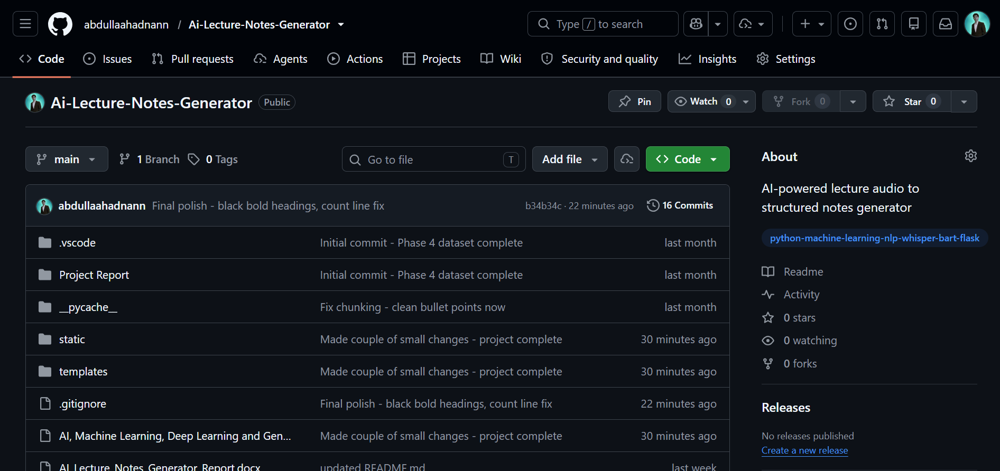 abdullaahadnann / Ai-Lecture-Notes-Generator
Type / to search
Code Issues Pull requests Agents Actions Projects Wiki Security and quality Insights Settings
Ai-Lecture-Notes-Generator Public
Pin Watch 0 Fork 0 Star 0
main 1 Branch 0 Tags
Go to file T Add file Code
abdullaahadnann Final polish - black bold headings, count line fix b34b34c · 22 minutes ago 16 Commits
.vscode Initial commit - Phase 4 dataset complete last month
Project Report Initial commit - Phase 4 dataset complete last month
__pycache__ Fix chunking - clean bullet points now last month
static Made couple of small changes - project complete 30 minutes ago
templates Made couple of small changes - project complete 30 minutes ago
.gitignore Final polish - black bold headings, count line fix 22 minutes ago
AI, Machine Learning, Deep Learning and Gen... Made couple of small changes - project complete 30 minutes ago
AI_Lecture_Notes_Generator_Report.docx updated README.md last week
About
AI-powered lecture audio to
structured notes generator
python-machine-learning-nlp-whisper-bart-flask
Readme
Activity
0 stars
0 watching
0 forks
Releases
No releases published
Create a new release